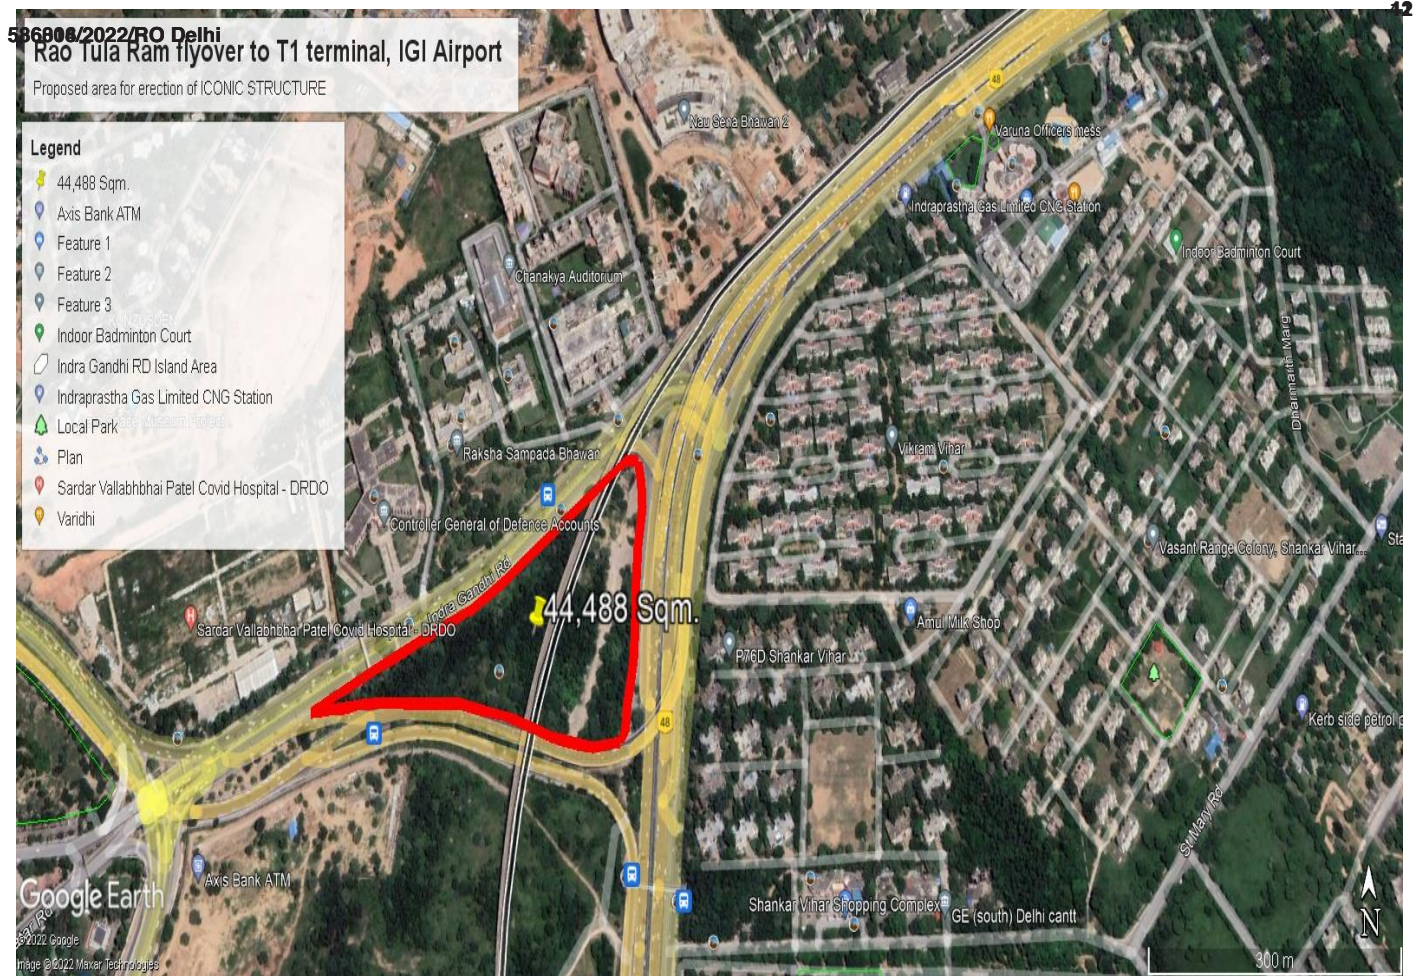 12
/2022/RO Delhi
Rao Tula Ram flyover to T1 terminal, IGI Airport
Proposed area for erection of ICONIC STRUCTURE
Legend
44,488 Sqm.
Axis Bank ATM
Feature 1
Feature 2
Feature 3
Indoor Badminton Court
Indra Gandhi RD Island Area
Indraprastha Gas Limited CNG Station
Local Park
Plan
Sardar Vallabhbhai Patel Covid Hospital - DRDO
Varidhi
48
Nau Sena Bhawan 2
Varuna Officers mess
Indraprastha Gas Limited CNG Station
Indoor Badminton Court
Chanakya Auditorium
Dharmarth Marg
Raksha Sampada Bhawan
Vikram Vihar
Controller General of Defence Accounts
Vasant Range Colony, Shankar Vihar...
Sta
Indra Gandhi Rd
44,488 Sqm.
Sardar Vallabhbhai Patel Covid Hospital - DRDO
Amul Milk Shop
P76D Shankar Vihar
48
Kerb side petrol p
St Mary Rd
Axis Bank ATM
Google Earth
Shankar Vihar Shopping Complex
GE (south) Delhi cantt
N
2022 Google
Image © 2022 Maxar Technologies
300 m